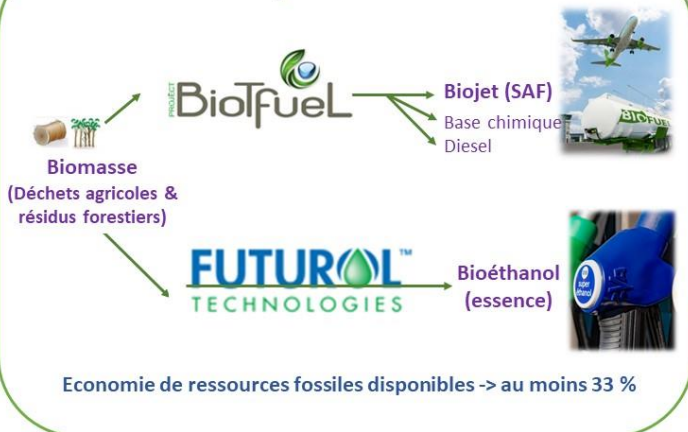 PROJECT
BioTfueL
Biojet (SAF)
Base chimique
Diesel
BIOFUEL
Biomasse
(Déchets agricoles &
résidus forestiers)
FUTUROL™
TECHNOLOGIES
Bioéthanol
(essence)
super
éthanol
E85
Economie de ressources fossiles disponibles -> au moins 33 %